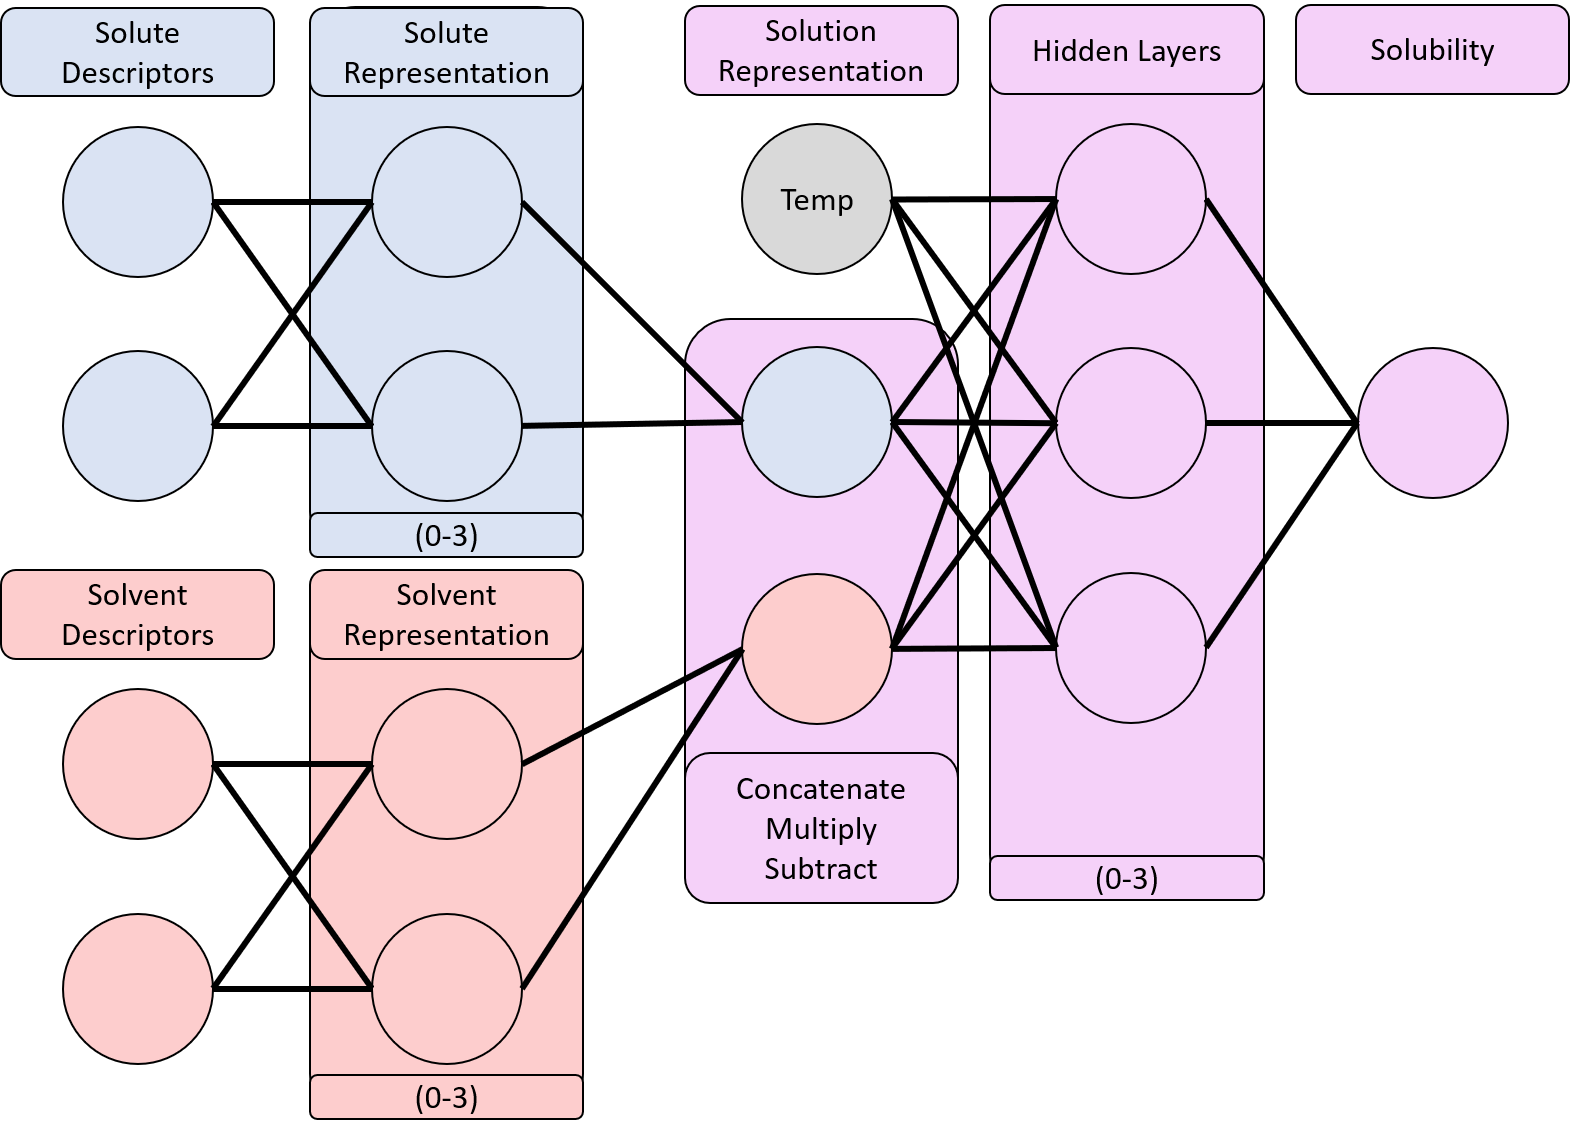 Solute
Descriptors
Solute
Representation
Solution
Representation
Hidden Layers
Solubility
Temp
(0-3)
Solvent
Descriptors
Solvent
Representation
Concatenate
Multiply
Subtract
(0-3)
(0-3)